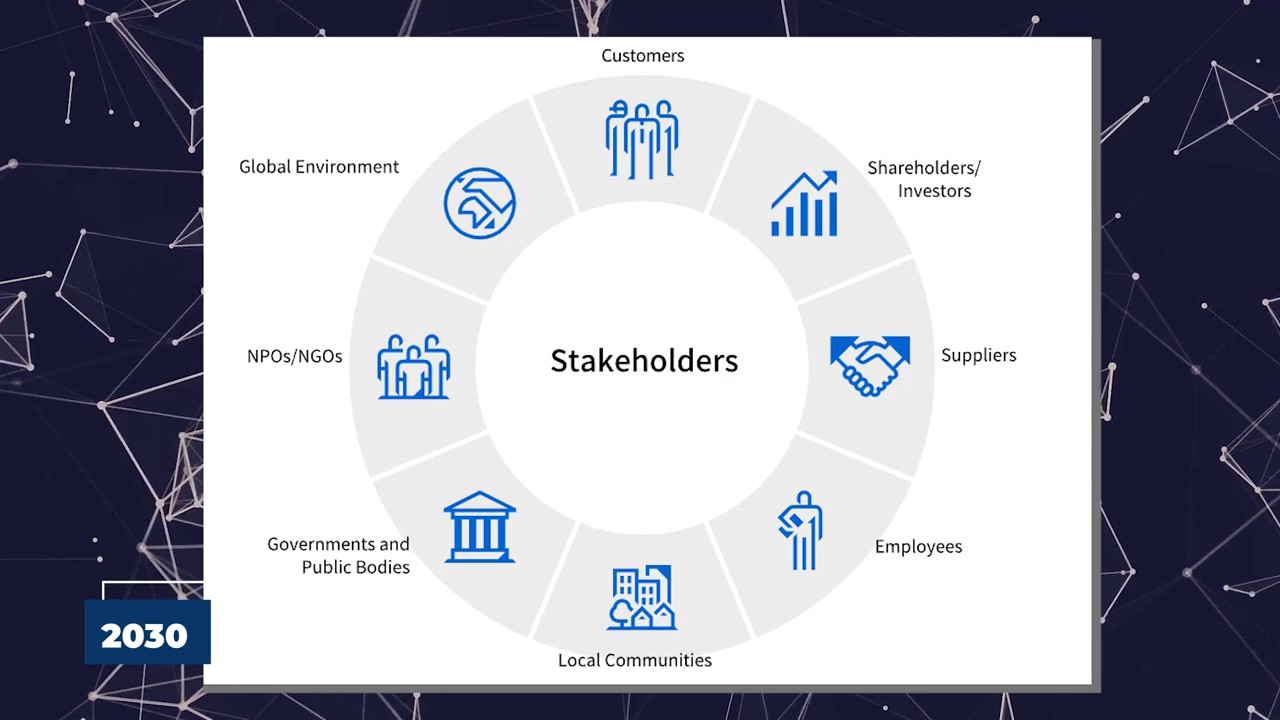 Customers
Global Environment
Shareholders/
Investors
NPOs/NGOs
Stakeholders
Suppliers
Governments and
Public Bodies
Employees
2030
Local Communities